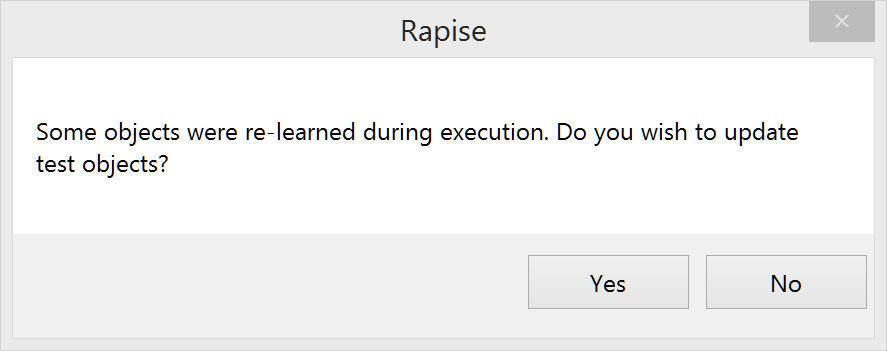 Rapise
Some objects were re-learned during execution. Do you wish to update
test objects?
Yes
No